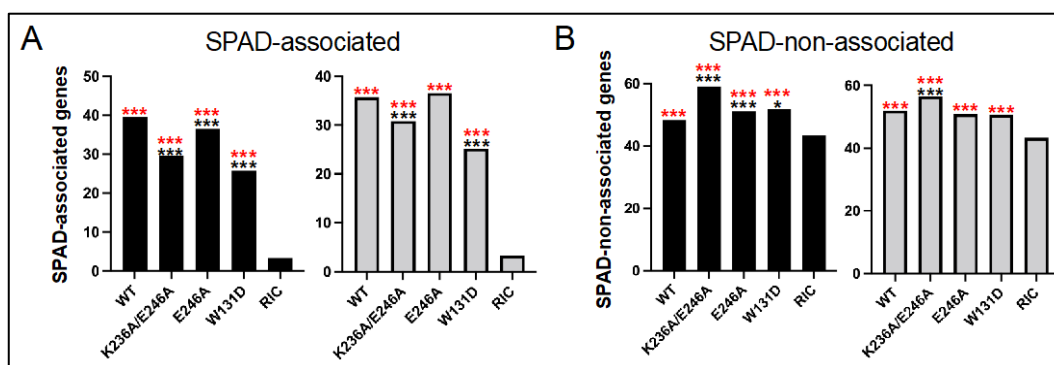 A SPAD-associated
SPAD-associated genes
50
40
30
20
10
0
***
***
***
***
***
***
***
WT
K236A/E246A
E246A
W131D
RIC
40
30
20
10
0
***
***
***
***
***
WT
K236A/E246A
E246A
W131D
RIC
B SPAD-non-associated
SPAD-non-associated genes
60
40
20
0
***
***
***
***
***
***
*
WT
K236A/E246A
E246A
W131D
RIC
60
40
20
0
***
***
***
***
***
WT
K236A/E246A
E246A
W131D
RIC